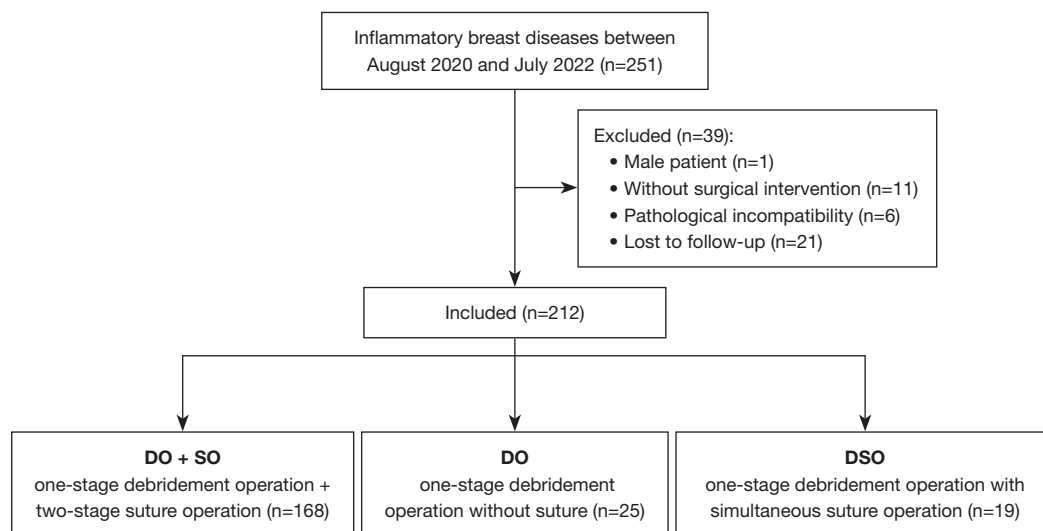 Inflammatory breast diseases between
August 2020 and July 2022 (n=251)
Excluded (n=39):
• Male patient (n=1)
• Without surgical intervention (n=11)
• Pathological incompatibility (n=6)
• Lost to follow-up (n=21)
Included (n=212)
DO + SO
one-stage debridement operation +
two-stage suture operation (n=168)
DO
one-stage debridement
operation without suture (n=25)
DSO
one-stage debridement operation with
simultaneous suture operation (n=19)